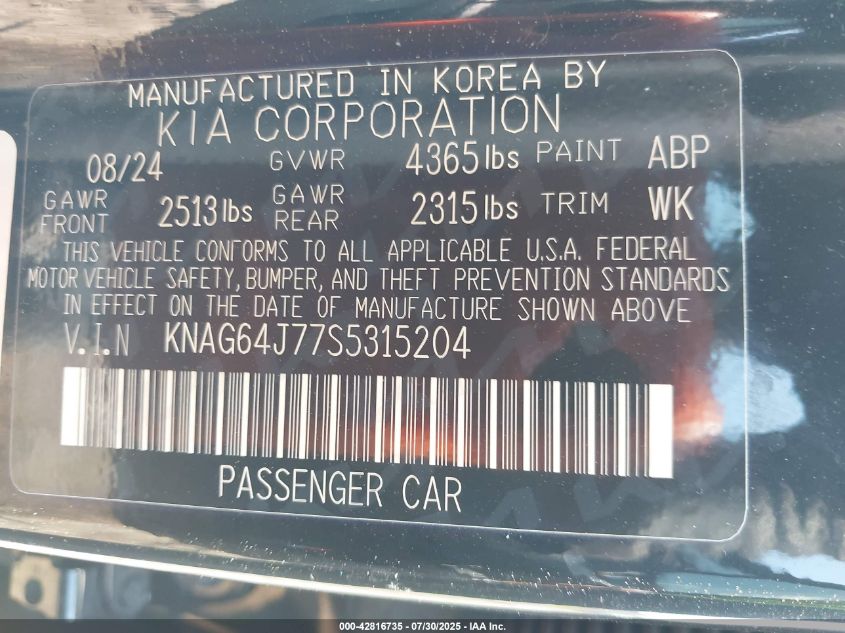 MANUFACTURED IN KOREA BY
KIA CORPORATION
08/24 GVWR 4365 lbs PAINT ABP
GAWR FRONT 2513 lbs GAWR REAR 2315 lbs TRIM WK
THIS VEHICLE CONFORMS TO ALL APPLICABLE U.S.A. FEDERAL
MOTOR VEHICLE SAFETY, BUMPER, AND THEFT PREVENTION STANDARDS
IN EFFECT ON THE DATE OF MANUFACTURE SHOWN ABOVE
V.I.N KNAG64J77S5315204
PASSENGER CAR
000-42816735 - 07/30/2025 - IAA Inc.